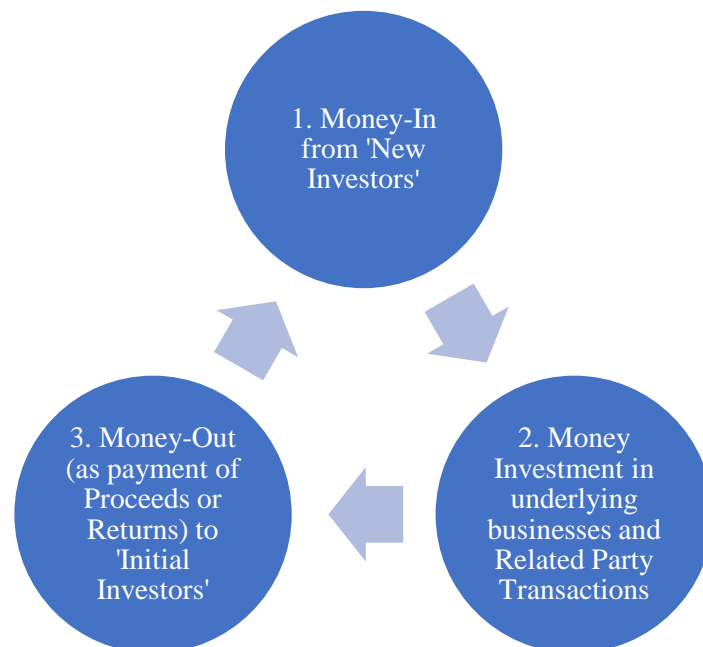 1. Money-In
from 'New
Investors'
2. Money
Investment in
underlying
businesses and
Related Party
Transactions
3. Money-Out
(as payment of
Proceeds or
Returns) to
'Initial
Investors'